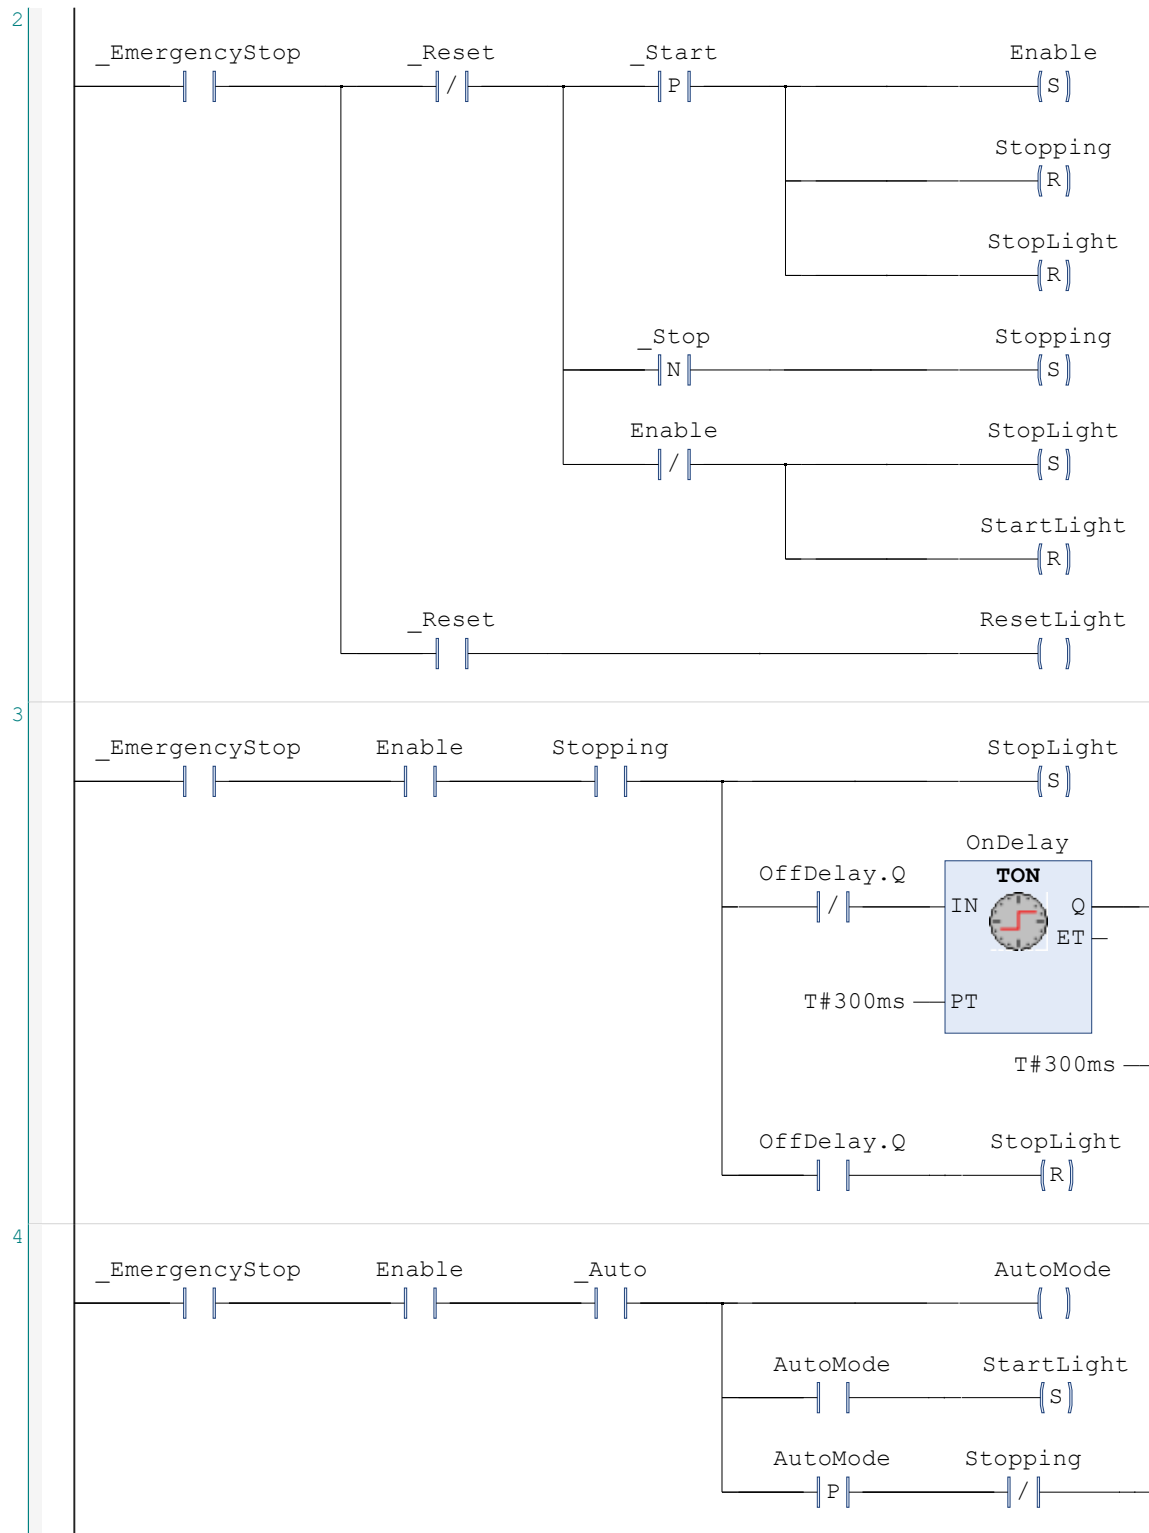 2
_EmergencyStop _Reset _Start Enable
/ P S
Stopping
R
StopLight
R
_Stop Stopping
N S
Enable StopLight
/ S
StartLight
R
_Reset ResetLight
3
_EmergencyStop Enable Stopping StopLight
S
OnDelay
OffDelay.Q TON
/ IN Q
ET
T#300ms PT
T#300ms
OffDelay.Q StopLight
R
4
_EmergencyStop Enable _Auto AutoMode
AutoMode StartLight
S
AutoMode Stopping
P /